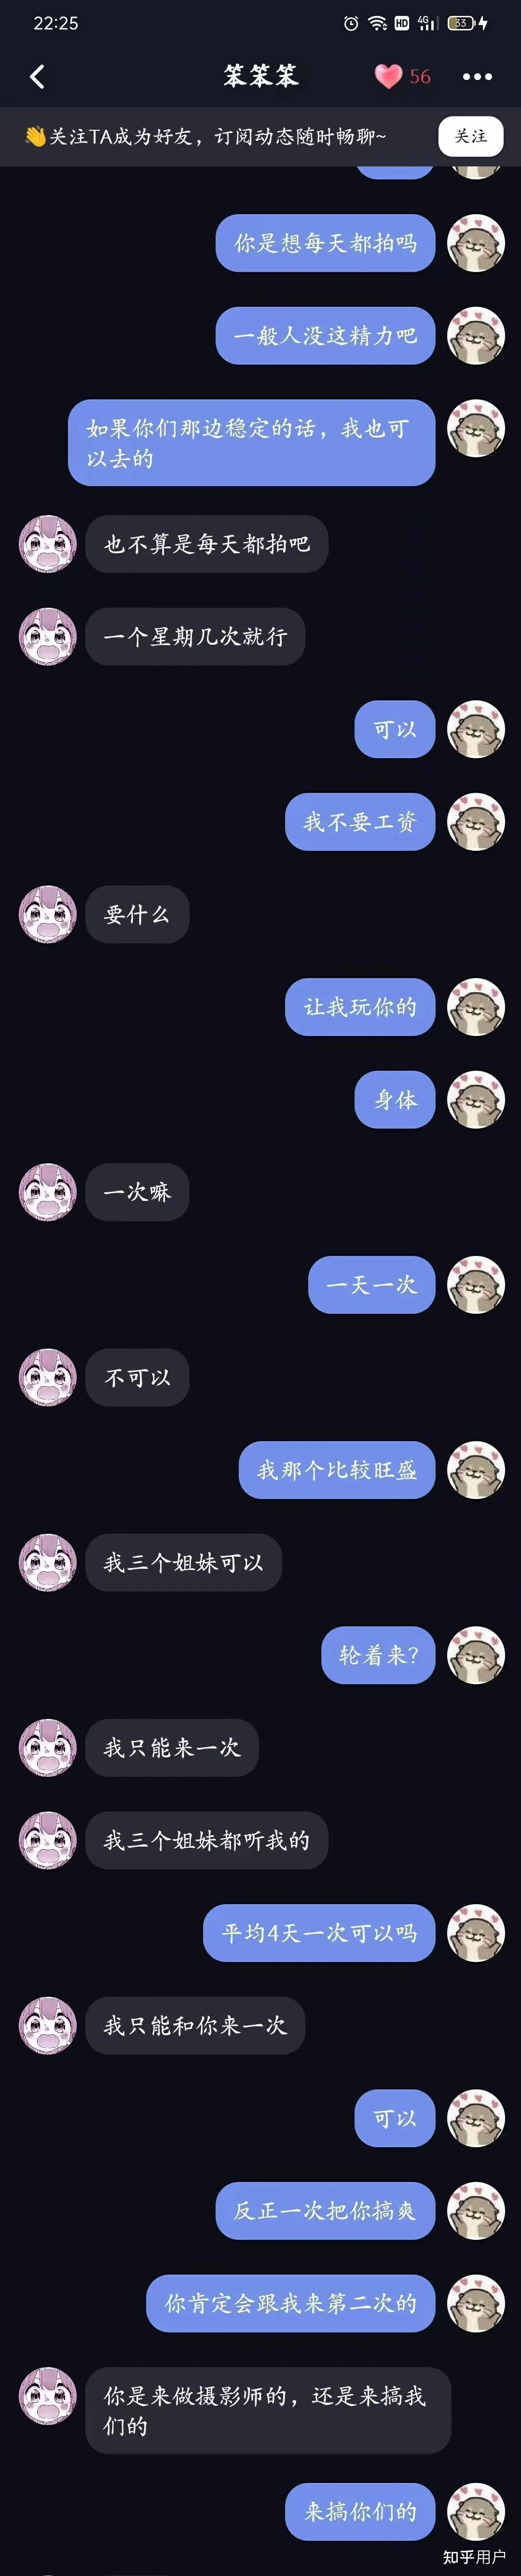 22:25
HD 4G 33
笨笨笨
56
👋关注TA成为好友，订阅动态随时畅聊~
关注
你是想每天都拍吗
一般人没这精力吧
如果你们那边稳定的话，我也可
以去的
也不算是每天都拍吧
一个星期几次就行
可以
我不要工资
要什么
让我玩你的
身体
一次嘛
一天一次
不可以
我那个比较旺盛
我三个姐妹可以
轮着来?
我只能来一次
我三个姐妹都听我的
平均4天一次可以吗
我只能和你来一次
可以
反正一次把你搞爽
你肯定会跟我来第二次的
你是来做摄影师的，还是来搞我
们的
来搞你们的
知乎用户